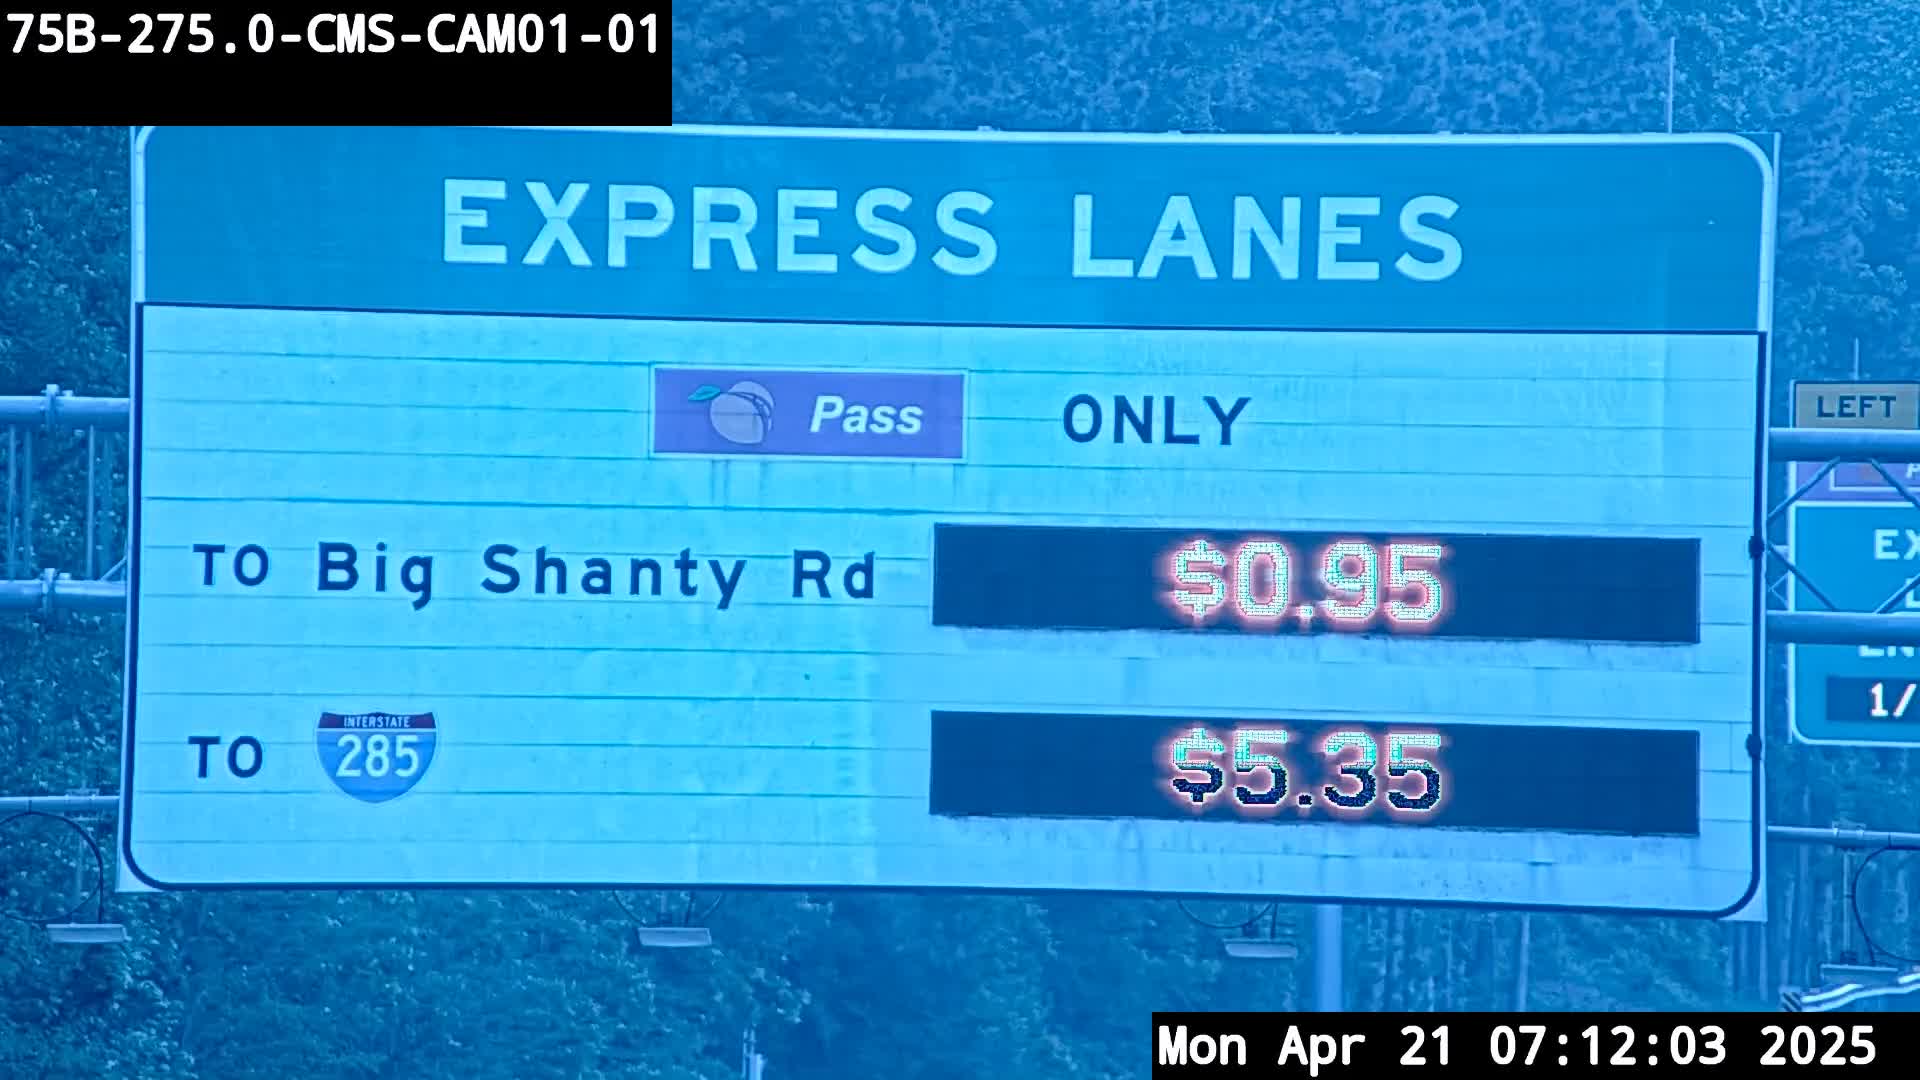 75B-275.0-CMS-CAM01-01
EXPRESS LANES
Pass ONLY
TO Big Shanty Rd $0.95
TO INTERSTATE 285 $5.35
LEFT
1/
Mon Apr 21 07:12:03 2025